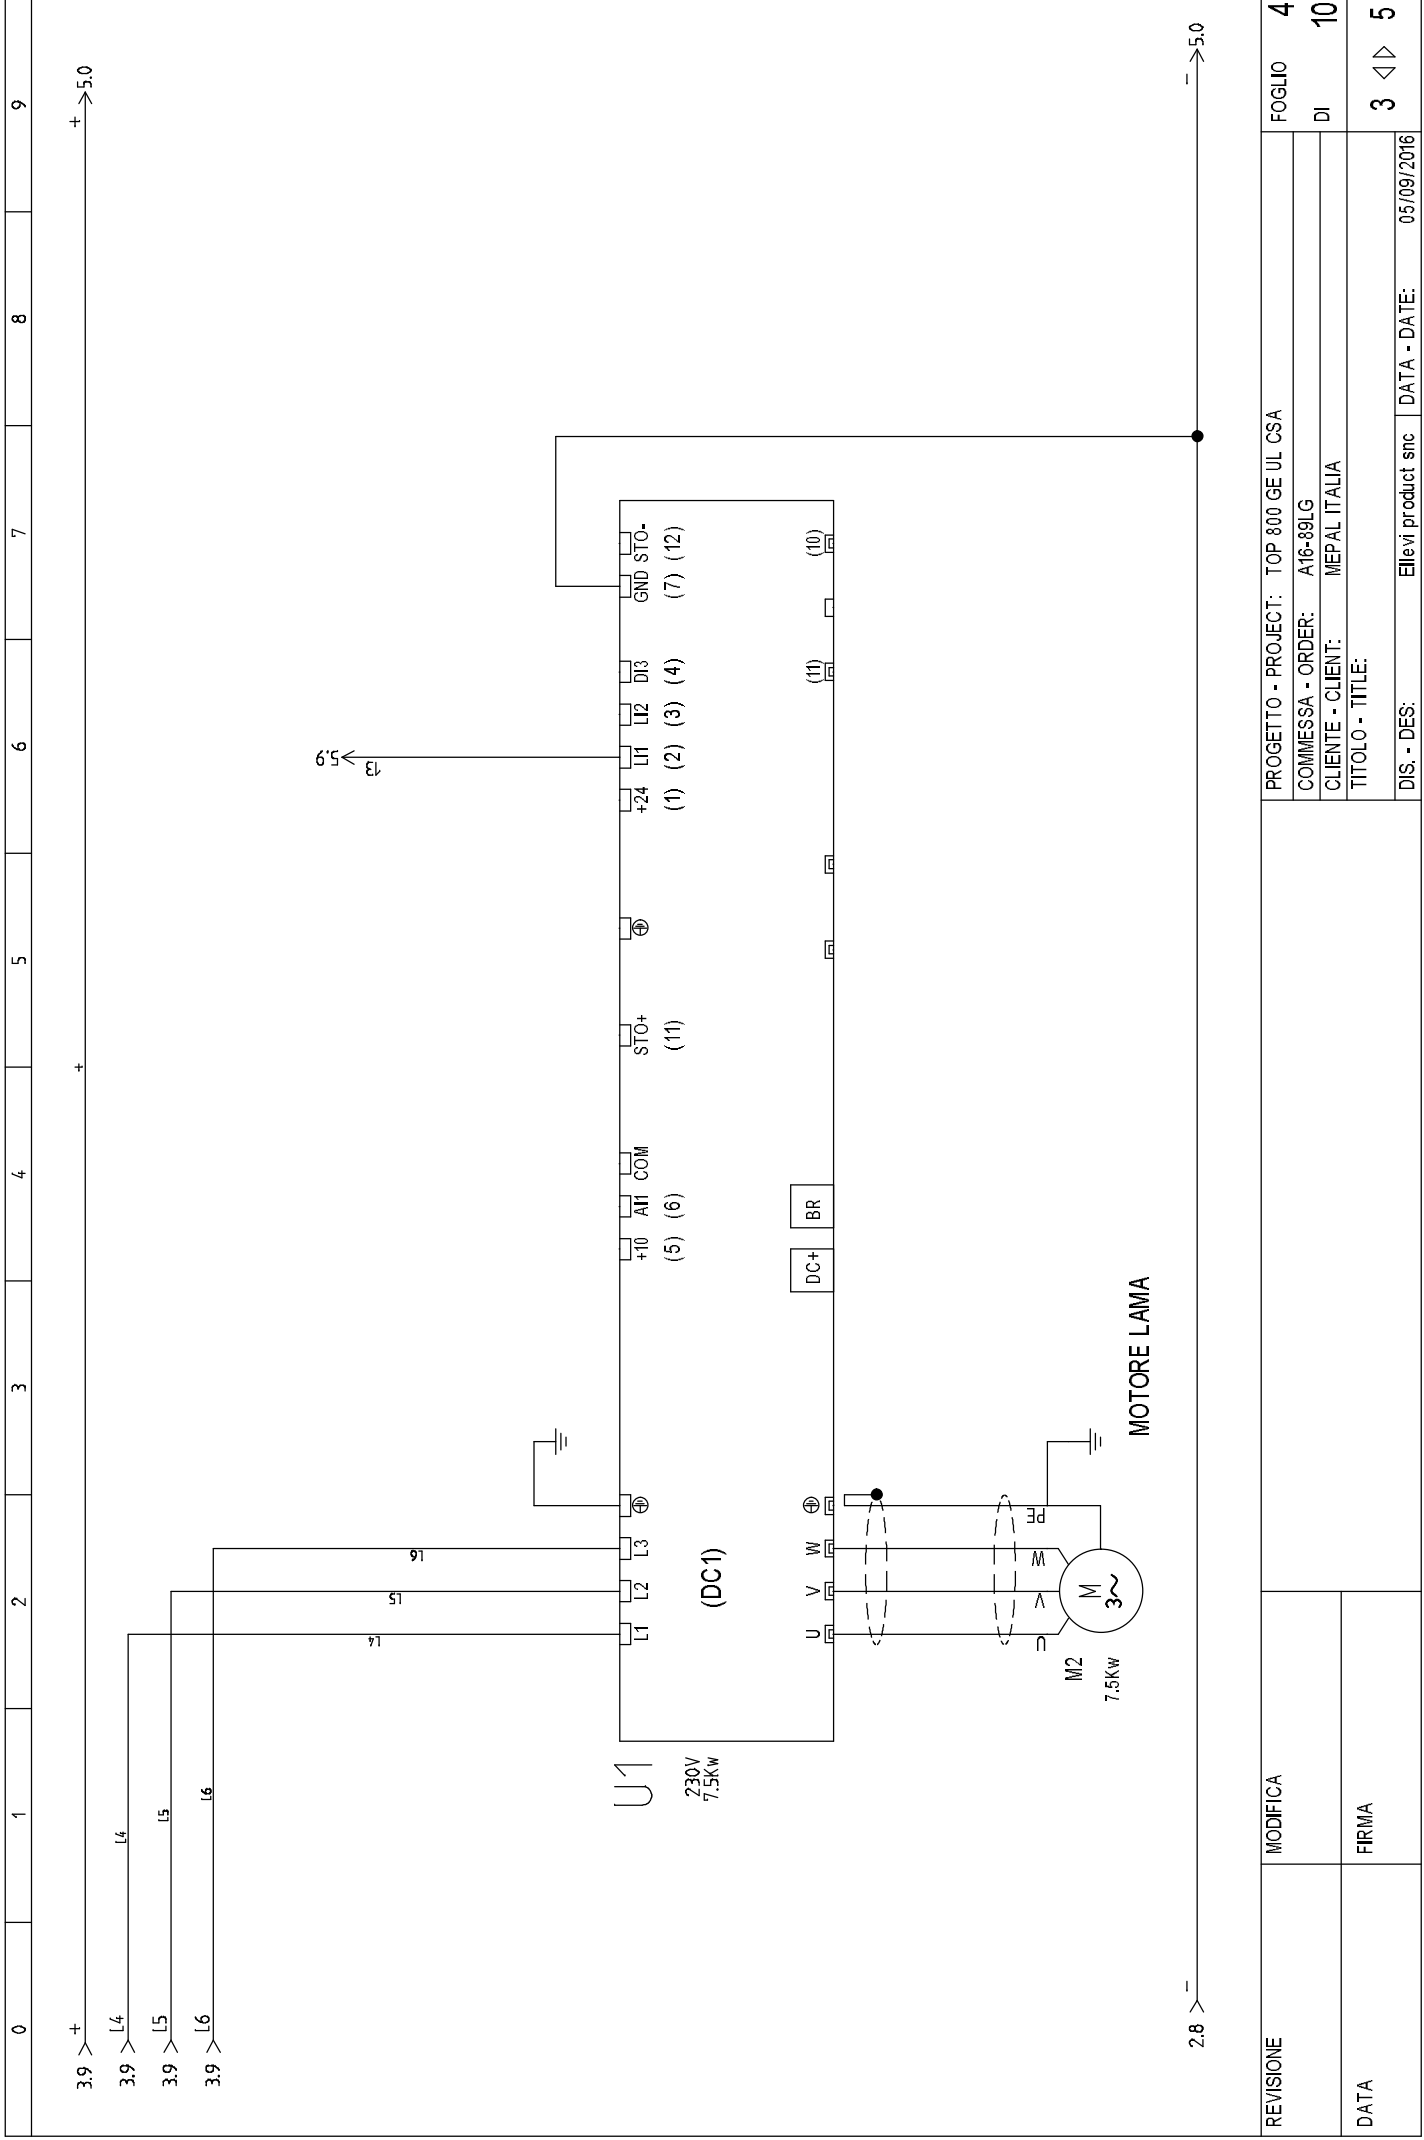 0 1 2 3 4 5 6 7 8 9
3.9 + + + 5.0
3.9 L4 L4
3.9 L5 L5
3.9 L6 L6
L4 L5 L6
13 5.9
U1
230V
7.5Kw
L1 L2 L3 +10 AI1 COM STO+ +24 LI1 LI2 DI3 GND STO-
(5) (6) (11) (1) (2) (3) (4) (7) (12)
(DC1)
DC+ BR
U V W (11) (10)
U V W PE
M2
7.5Kw
M
3~
MOTORE LAMA
2.8 - - 5.0
REVISIONE
MODIFICA
DATA
FIRMA
PROGETTO - PROJECT: TOP 800 GE UL CSA
COMMESSA - ORDER: A16-89LG
CLIENTE - CLIENT: MEPAL ITALIA
TITOLO - TITLE:
DIS. - DES: Ellevi product snc
DATA - DATE: 05/09/2016
FOGLIO 4
DI 10
3 5